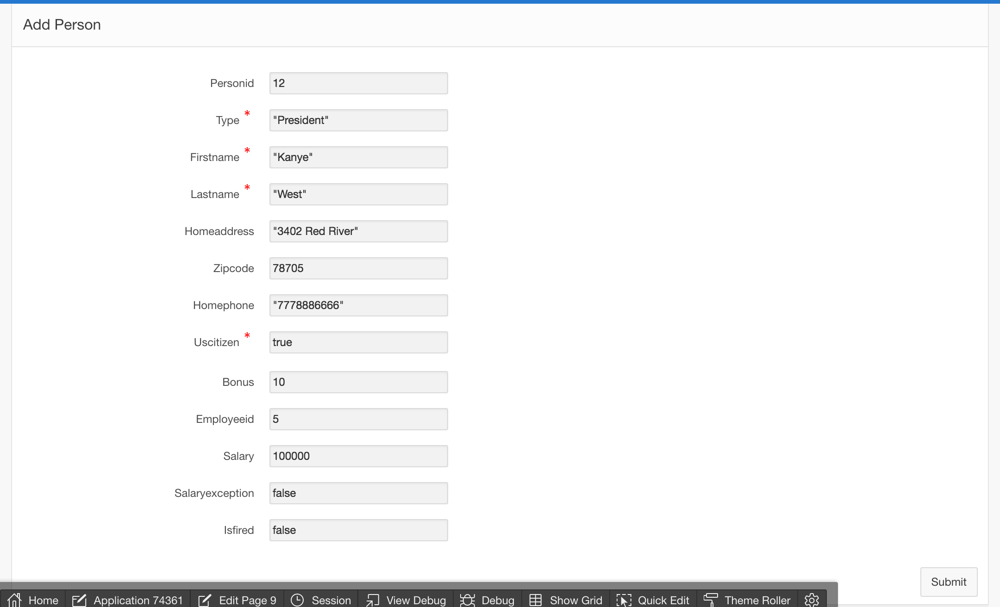 Add Person
Personid 12
Type * "President"
Firstname * "Kanye"
Lastname * "West"
Homeaddress "3402 Red River"
Zipcode 78705
Homephone "7778886666"
Uscitizen * true
Bonus 10
Employeeid 5
Salary 100000
Salaryexception false
Isfired false
Submit
Home Application 74361 Edit Page 9 Session View Debug Debug Show Grid Quick Edit Theme Roller